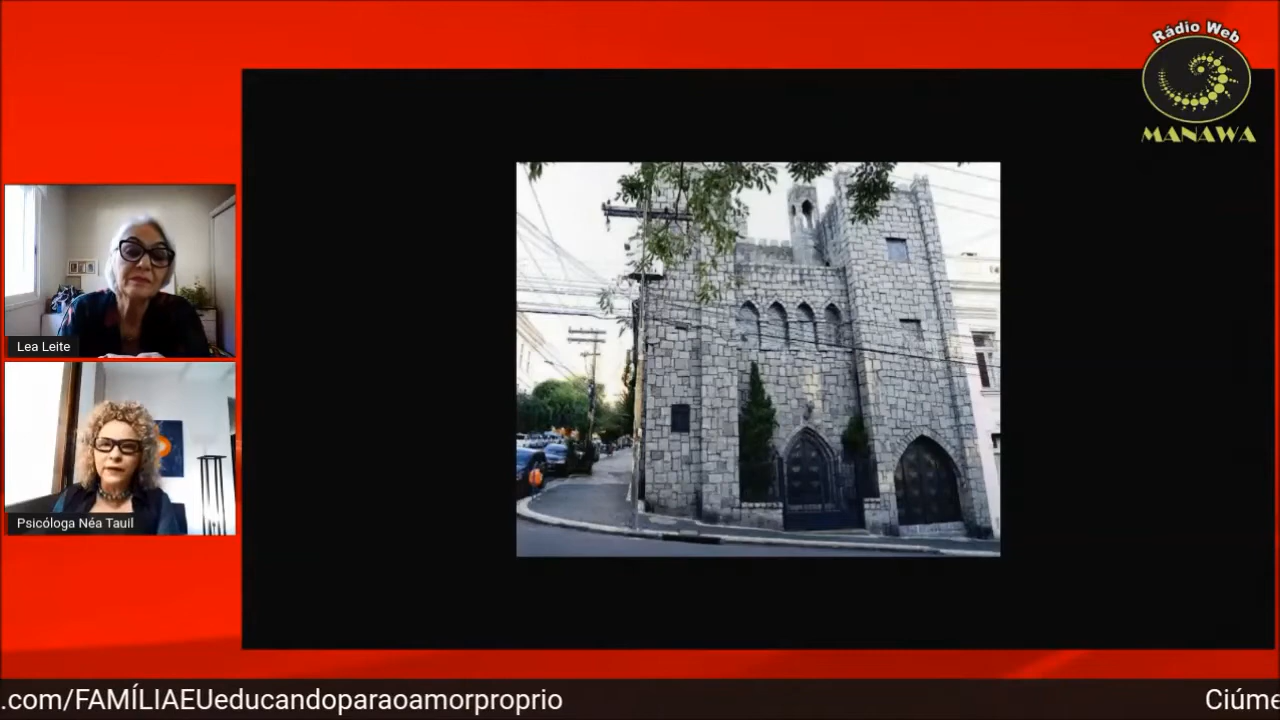 Rádio Web
MANAWA
Lea Leite
Psicóloga Néa Tauil
.com/FAMÍLIAEUeducandoparaoamorproprio
Ciúme